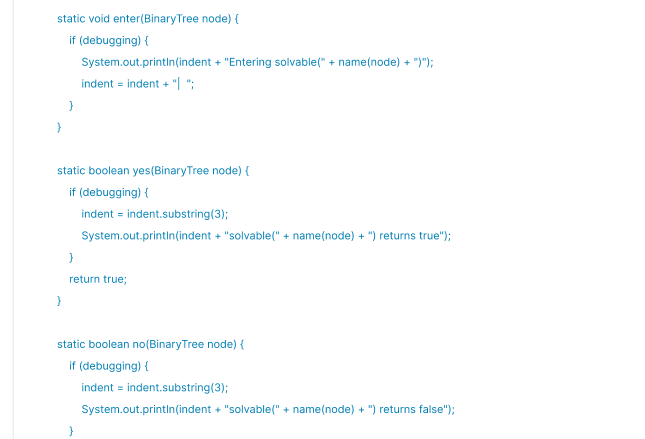 static void enter(BinaryTree node) {
if (debugging) {
System.out.println(indent + "Entering solvable(" + name(node) + ")");
indent = indent + "|  ";
}
}
static boolean yes(BinaryTree node) {
if (debugging) {
indent = indent.substring(3);
System.out.println(indent + "solvable(" + name(node) + ") returns true");
}
return true;
}
static boolean no(BinaryTree node) {
if (debugging) {
indent = indent.substring(3);
System.out.println(indent + "solvable(" + name(node) + ") returns false");
}